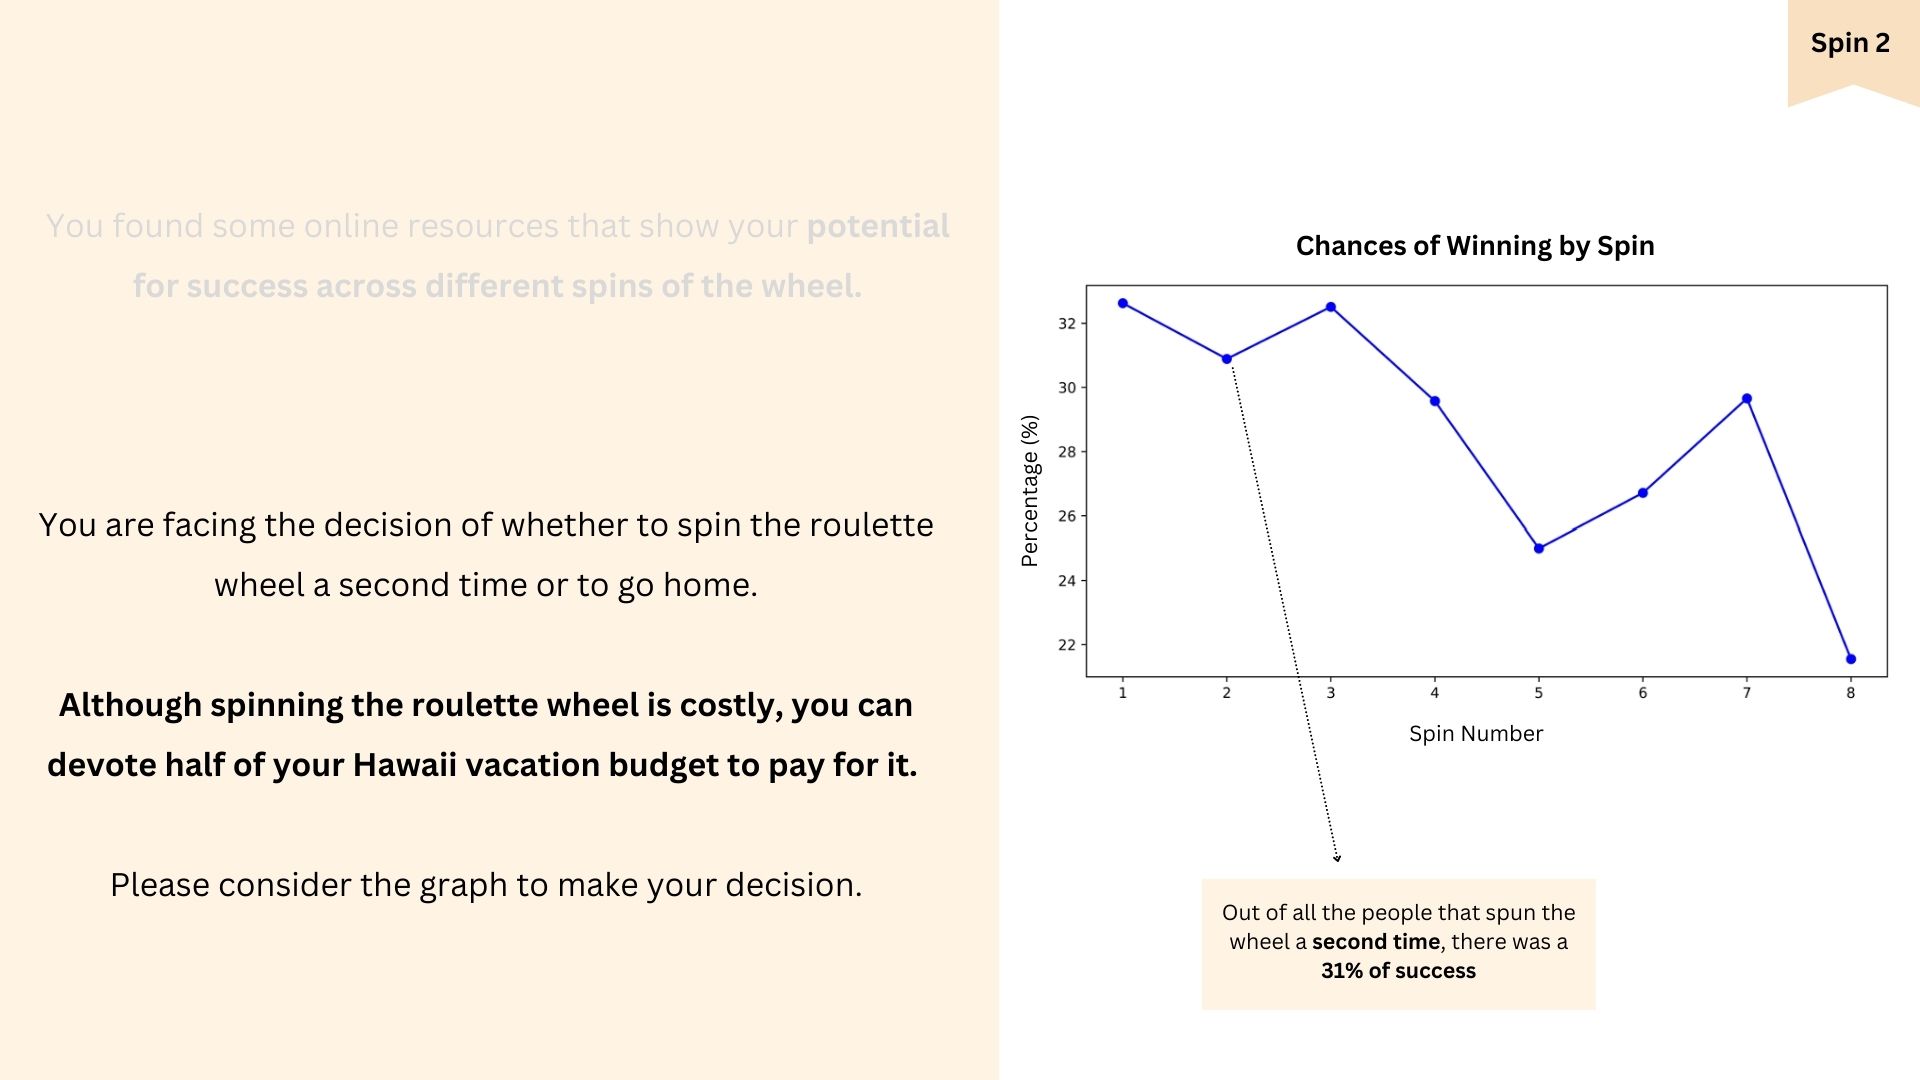 Spin 2
You found some online resources that show your potential
for success across different spins of the wheel.
You are facing the decision of whether to spin the roulette
wheel a second time or to go home.
Although spinning the roulette wheel is costly, you can
devote half of your Hawaii vacation budget to pay for it.
Please consider the graph to make your decision.
Chances of Winning by Spin
Percentage (%)
32
30
28
26
24
22
1 2 3 4 5 6 7 8
Spin Number
Out of all the people that spun the
wheel a second time, there was a
31% of success